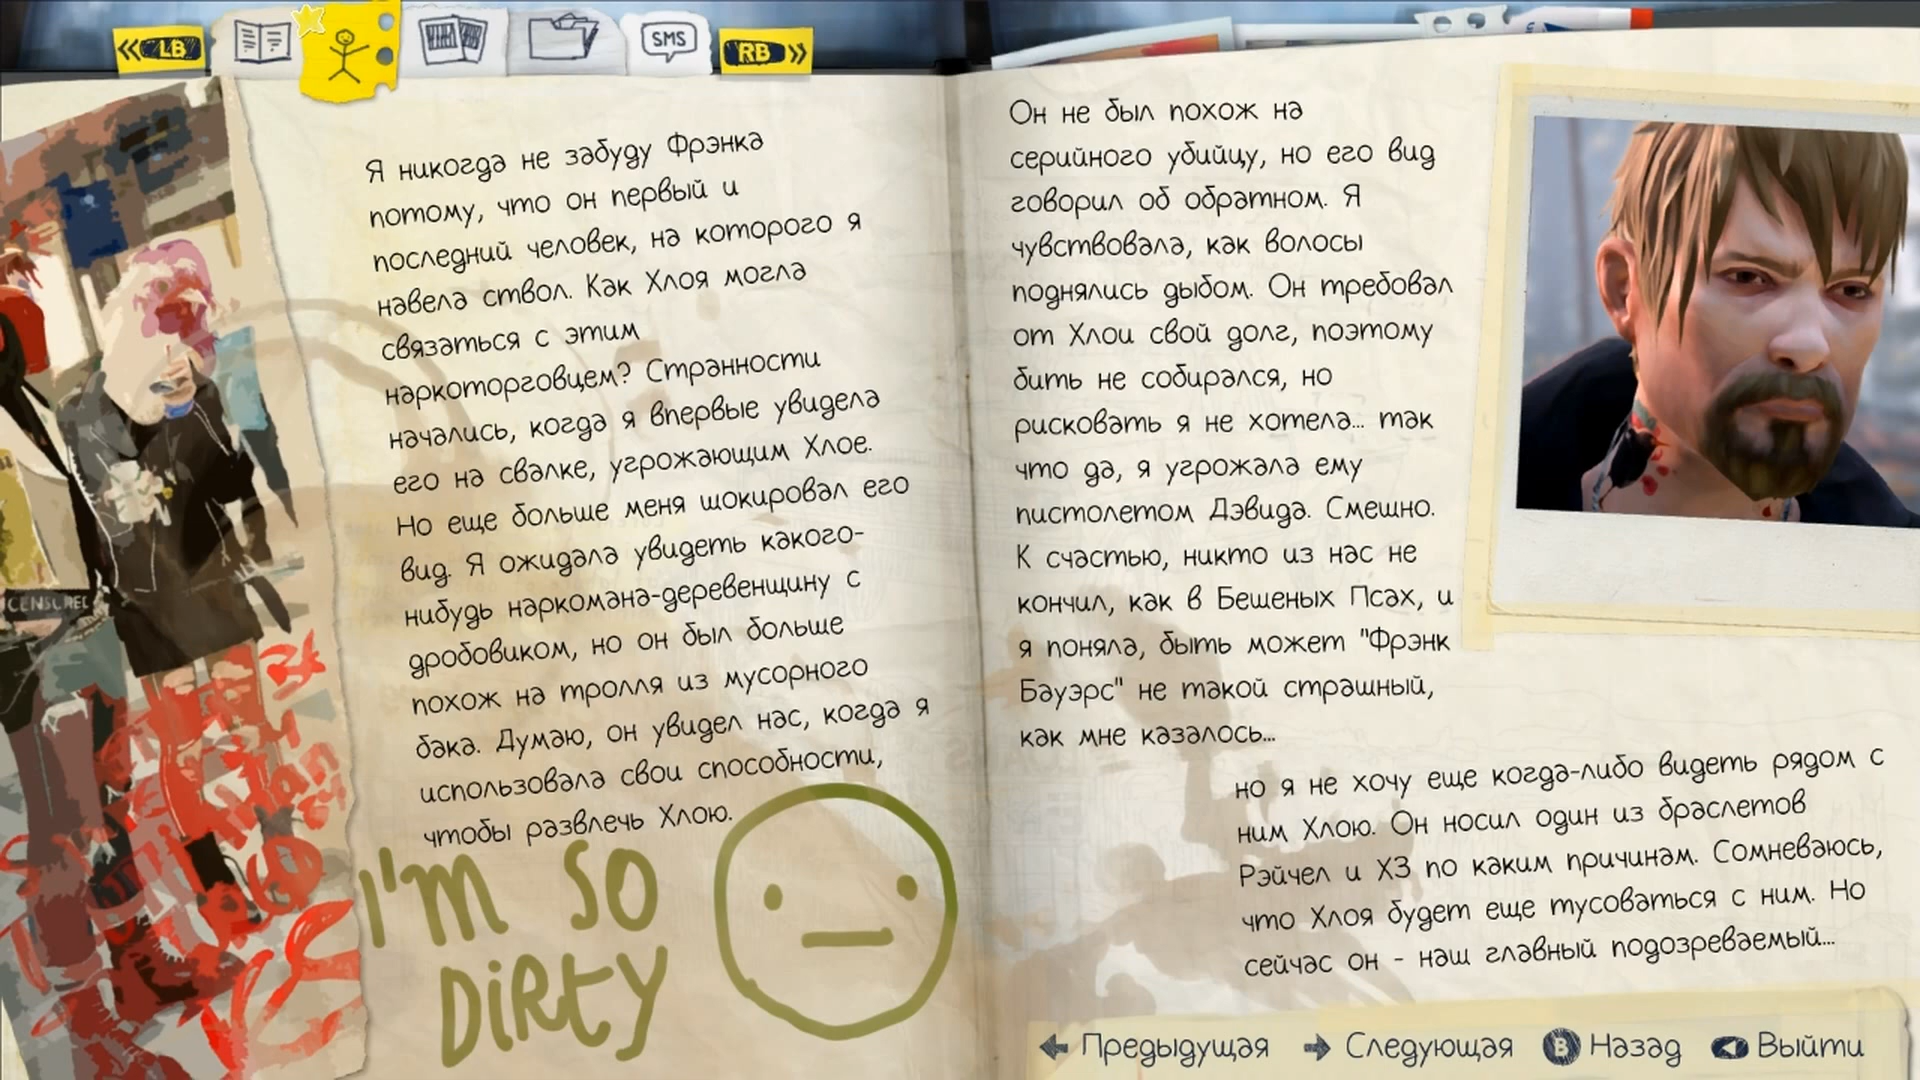 LB
SMS
RB
Я никогда не забуду Фрэнка
потому, что он первый и
последний человек, на которого я
навела ствол. Как Хлоя могла
связаться с этим
наркоторговцем? Странности
начались, когда я впервые увидела
его на свалке, угрожающим Хлое.
Но еще больше меня шокировал его
вид. Я ожидала увидеть какого-
нибудь наркомана-деревенщину с
дробовиком, но он был больше
похож на тролля из мусорного
бака. Думаю, он увидел нас, когда я
использовала свои способности,
чтобы развлечь Хлою.
I'm so
DiRty
Он не был похож на
серийного убийцу, но его вид
говорил об обратном. Я
чувствовала, как волосы
поднялись дыбом. Он требовал
от Хлои свой долг, поэтому
бить не собирался, но
рисковать я не хотела... так
что да, я угрожала ему
пистолетом Дэвида. Смешно.
К счастью, никто из нас не
кончил, как в Бешеных Псах, и
я поняла, быть может "Фрэнк
Бауэрс" не такой страшный,
как мне казалось...
но я не хочу еще когда-либо видеть рядом с
ним Хлою. Он носил один из браслетов
Рэйчел и ХЗ по каким причинам. Сомневаюсь,
что Хлоя будет еще тусоваться с ним. Но
сейчас он - наш главный подозреваемый...
Предыдущая Следующая B Назад Выйти